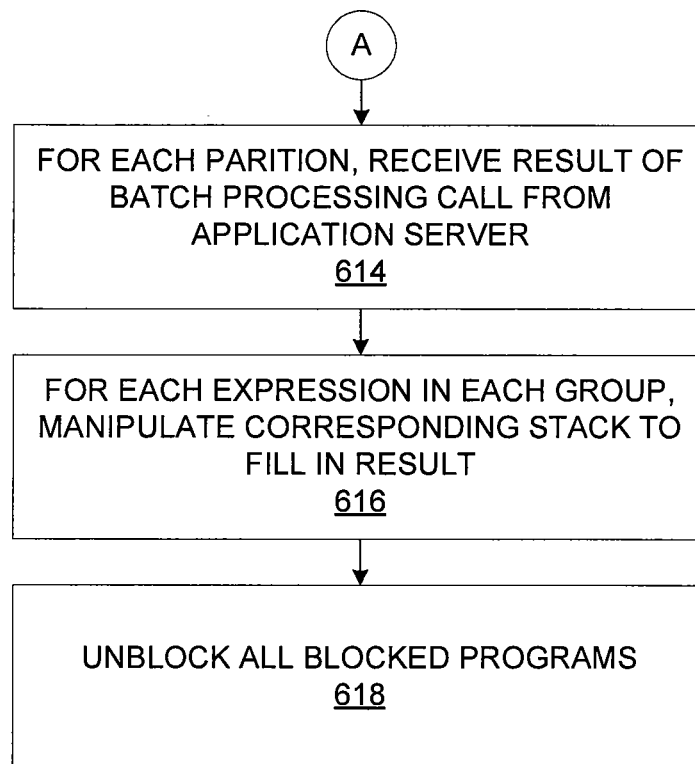 A
FOR EACH PARITION, RECEIVE RESULT OF
BATCH PROCESSING CALL FROM
APPLICATION SERVER
614
FOR EACH EXPRESSION IN EACH GROUP,
MANIPULATE CORRESPONDING STACK TO
FILL IN RESULT
616
UNBLOCK ALL BLOCKED PROGRAMS
618